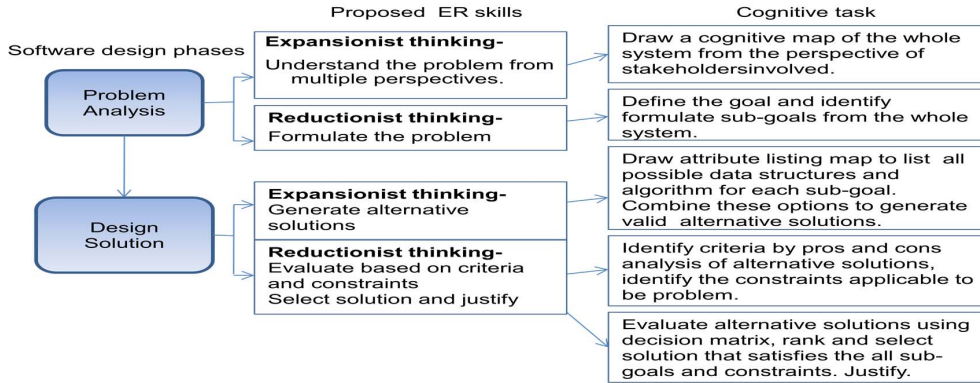 Proposed ER skills
Cognitive task
Software design phases
Problem
Analysis
Expansionist thinking-
Understand the problem from
multiple perspectives.
Draw a cognitive map of the whole
system from the perspective of
stakeholdersinvolved.
Reductionist thinking-
Formulate the problem
Define the goal and identify
formulate sub-goals from the whole
system.
Design
Solution
Expansionist thinking-
Generate alternative
solutions
Draw attribute listing map to list all
possible data structures and
algorithm for each sub-goal.
Combine these options to generate
valid alternative solutions.
Reductionist thinking-
Evaluate based on criteria
and constraints
Select solution and justify
Identify criteria by pros and cons
analysis of alternative solutions,
identify the constraints applicable to
be problem.
Evaluate alternative solutions using
decision matrix, rank and select
solution that satisfies the all sub-
goals and constraints. Justify.